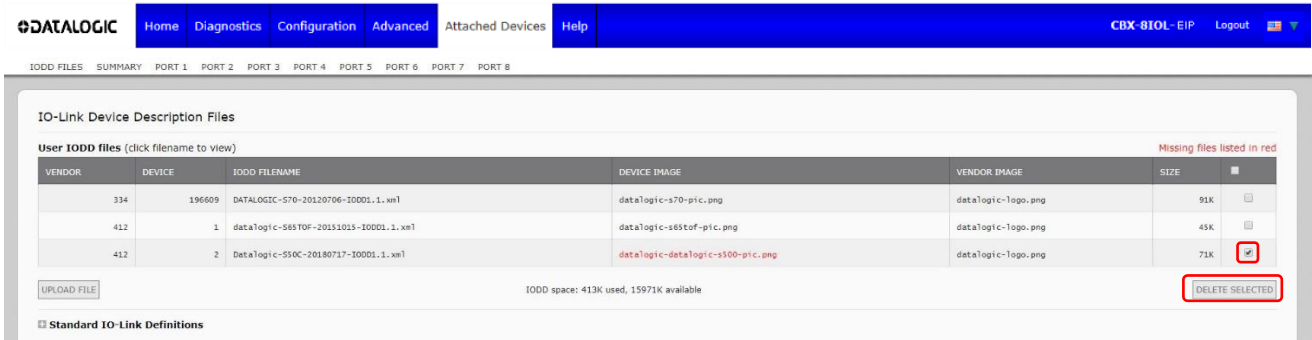 DATALOGIC Home Diagnostics Configuration Advanced Attached Devices Help CBX-8IOL-EIP Logout
IODD FILES SUMMARY PORT 1 PORT 2 PORT 3 PORT 4 PORT 5 PORT 6 PORT 7 PORT 8
IO-Link Device Description Files
User IODD files (click filename to view) Missing files listed in red
VENDOR DEVICE IODD FILENAME DEVICE IMAGE VENDOR IMAGE SIZE
334 196609 DATALOGIC-S70-20120706-IODD1.1.xml datalogic-s70-pic.png datalogic-logo.png 91K
412 1 datalogic-S65TOF-20151015-IODD1.1.xml datalogic-s65tof-pic.png datalogic-logo.png 45K
412 2 Datalogic-S50C-20180717-IODD1.1.xml datalogic-datalogic-s500-pic.png datalogic-logo.png 71K
UPLOAD FILE IODD space: 413K used, 15971K available DELETE SELECTED
Standard IO-Link Definitions